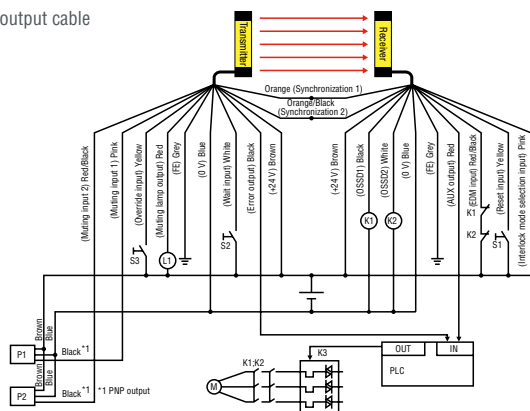 output cable
Transmitter
Receiver
Orange (Synchronization 1)
Orange/Black
(Synchronization 2)
(Muting input 2) Red/Black
(Muting input 1) Pink
(Override input) Yellow
(Muting lamp output) Red
(FE) Grey
(0 V) Blue
(Wait input) White
(Error output) Black
(+24 V) Brown
(+24 V) Brown
(OSSD1) Black
(OSSD2) White
(0 V) Blue
(FE) Grey
(AUX output) Red
(EDM input) Red/Black
(Reset input) Yellow
(Interlock mode selection input) Pink
S3
L1
S2
K1
K2
K1
K2
S1
Brown
Blue
P1
Black*1
Brown
Blue
P2
Black*1
*1 PNP output
K1;K2
M
K3
OUT
IN
PLC